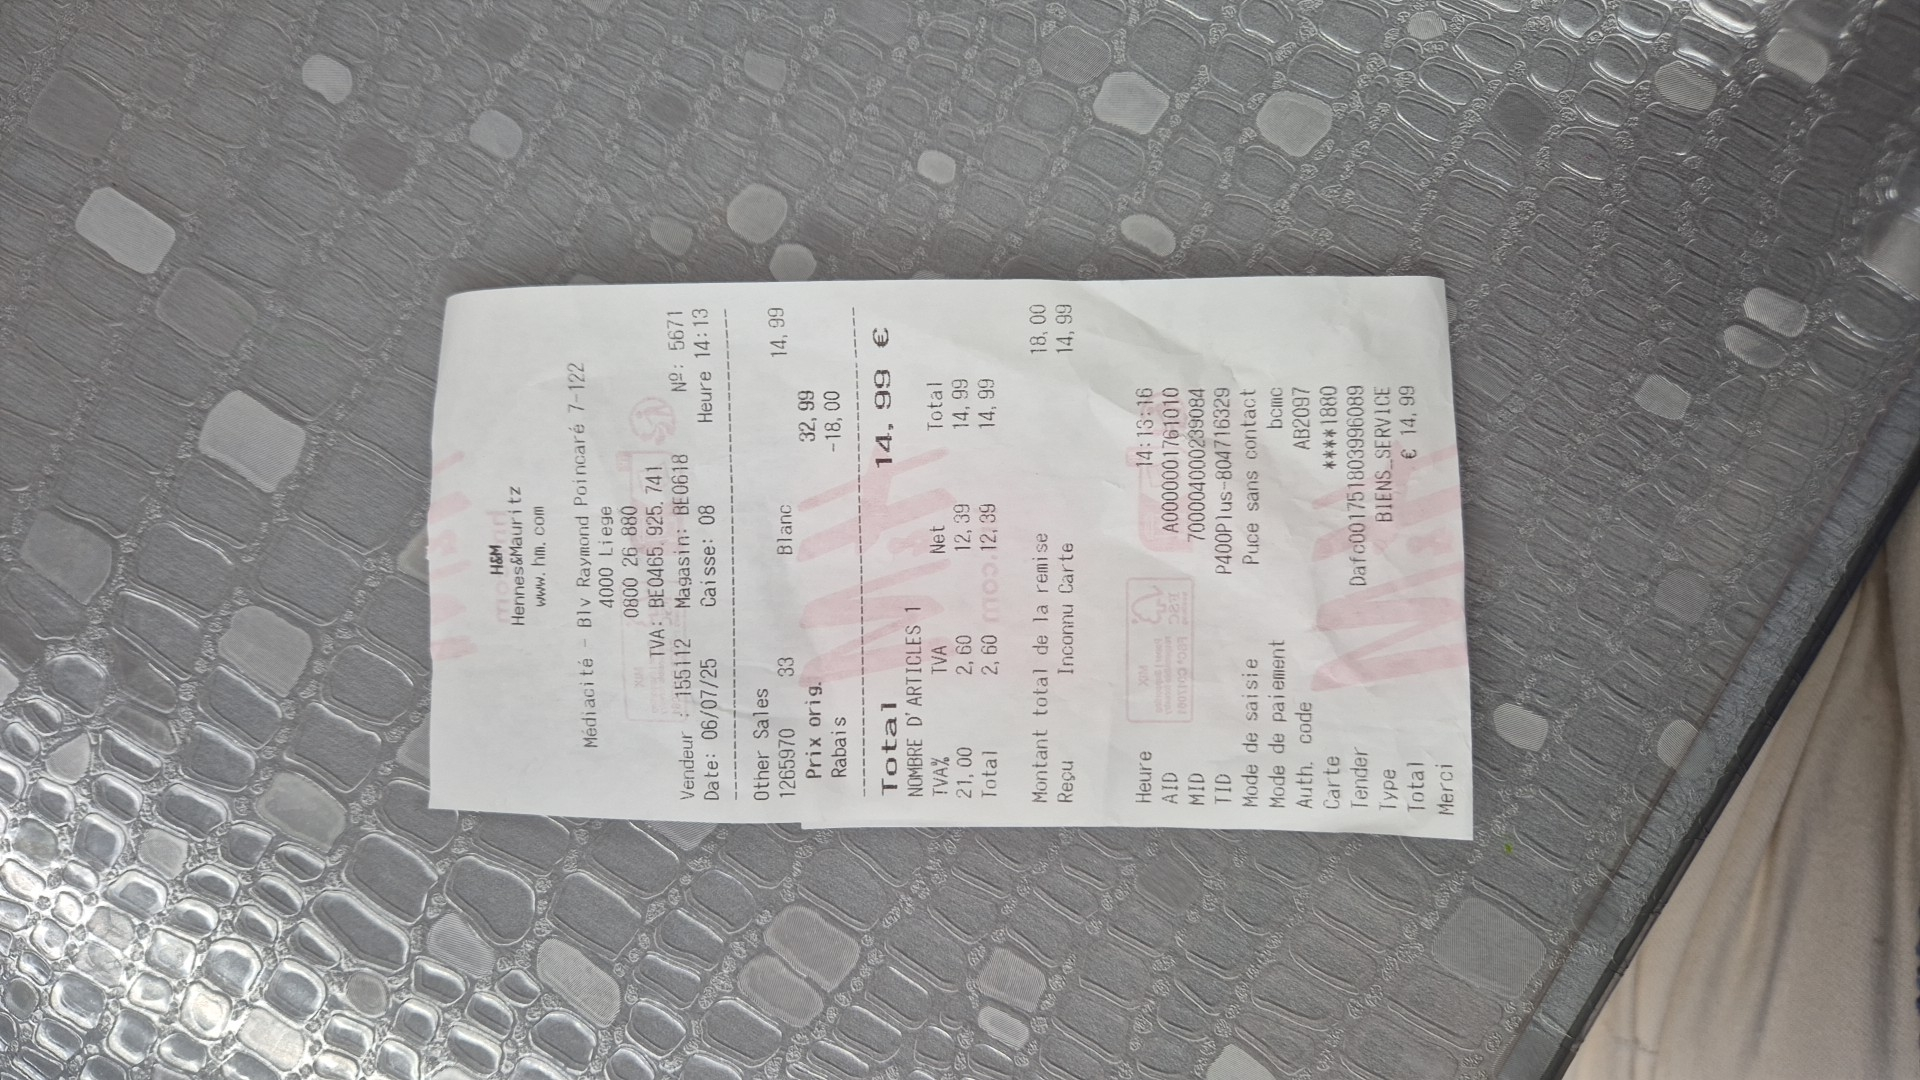 H&M
Hennes&Mauritz
www.hm.com
Médiacité - Blv Raymond Poincaré 7-122
4000 Liege
0800 26 880
TVA: BE0465.925.741
Vendeur : 155112 Magasin: BE0618 Nº: 5671
Date: 06/07/25 Caisse: 08 Heure 14:13
Other Sales
1265970 33 Blanc 14,99
Prix orig. 32,99
Rabais -18,00
Total 14,99 €
NOMBRE D'ARTICLES 1
TVA% TVA Net Total
21,00 2,60 12,39 14,99
Total 2,60 12,39 14,99
Montant total de la remise 18,00
Reçu Inconnu Carte 14,99
Heure 14:13:16
AID A0000001761010
MID 7000040000239084
TID P400Plus-804716329
Mode de saisie Puce sans contact
Mode de paiement bcmc
Auth. code AB2097
Carte ****1880
Tender Dafc001751803996089
Type BIENS_SERVICE
Total € 14,99
Merci